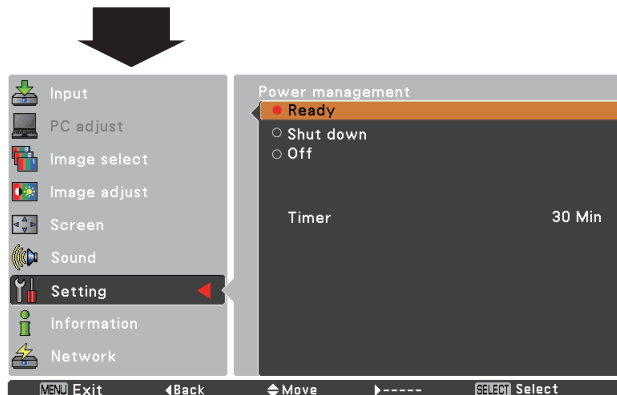 Input
PC adjust
Image select
Image adjust
Screen
Sound
Setting
Information
Network
Power management
Ready
Shut down
Off
Timer 30 Min
MENU Exit Back Move ----- SELECT Select